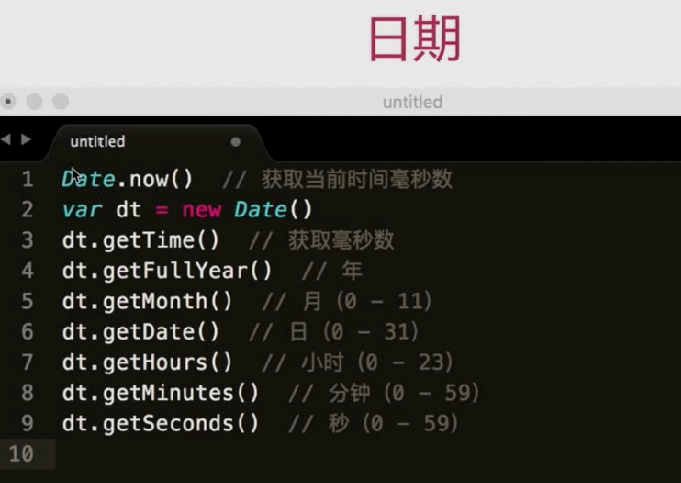 日期
untitled
untitled
1 Date.now() // 获取当前时间毫秒数
2 var dt = new Date()
3 dt.getTime() // 获取毫秒数
4 dt.getFullYear() // 年
5 dt.getMonth() // 月 (0 - 11)
6 dt.getDate() // 日 (0 - 31)
7 dt.getHours() // 小时 (0 - 23)
8 dt.getMinutes() // 分钟 (0 - 59)
9 dt.getSeconds() // 秒 (0 - 59)
10